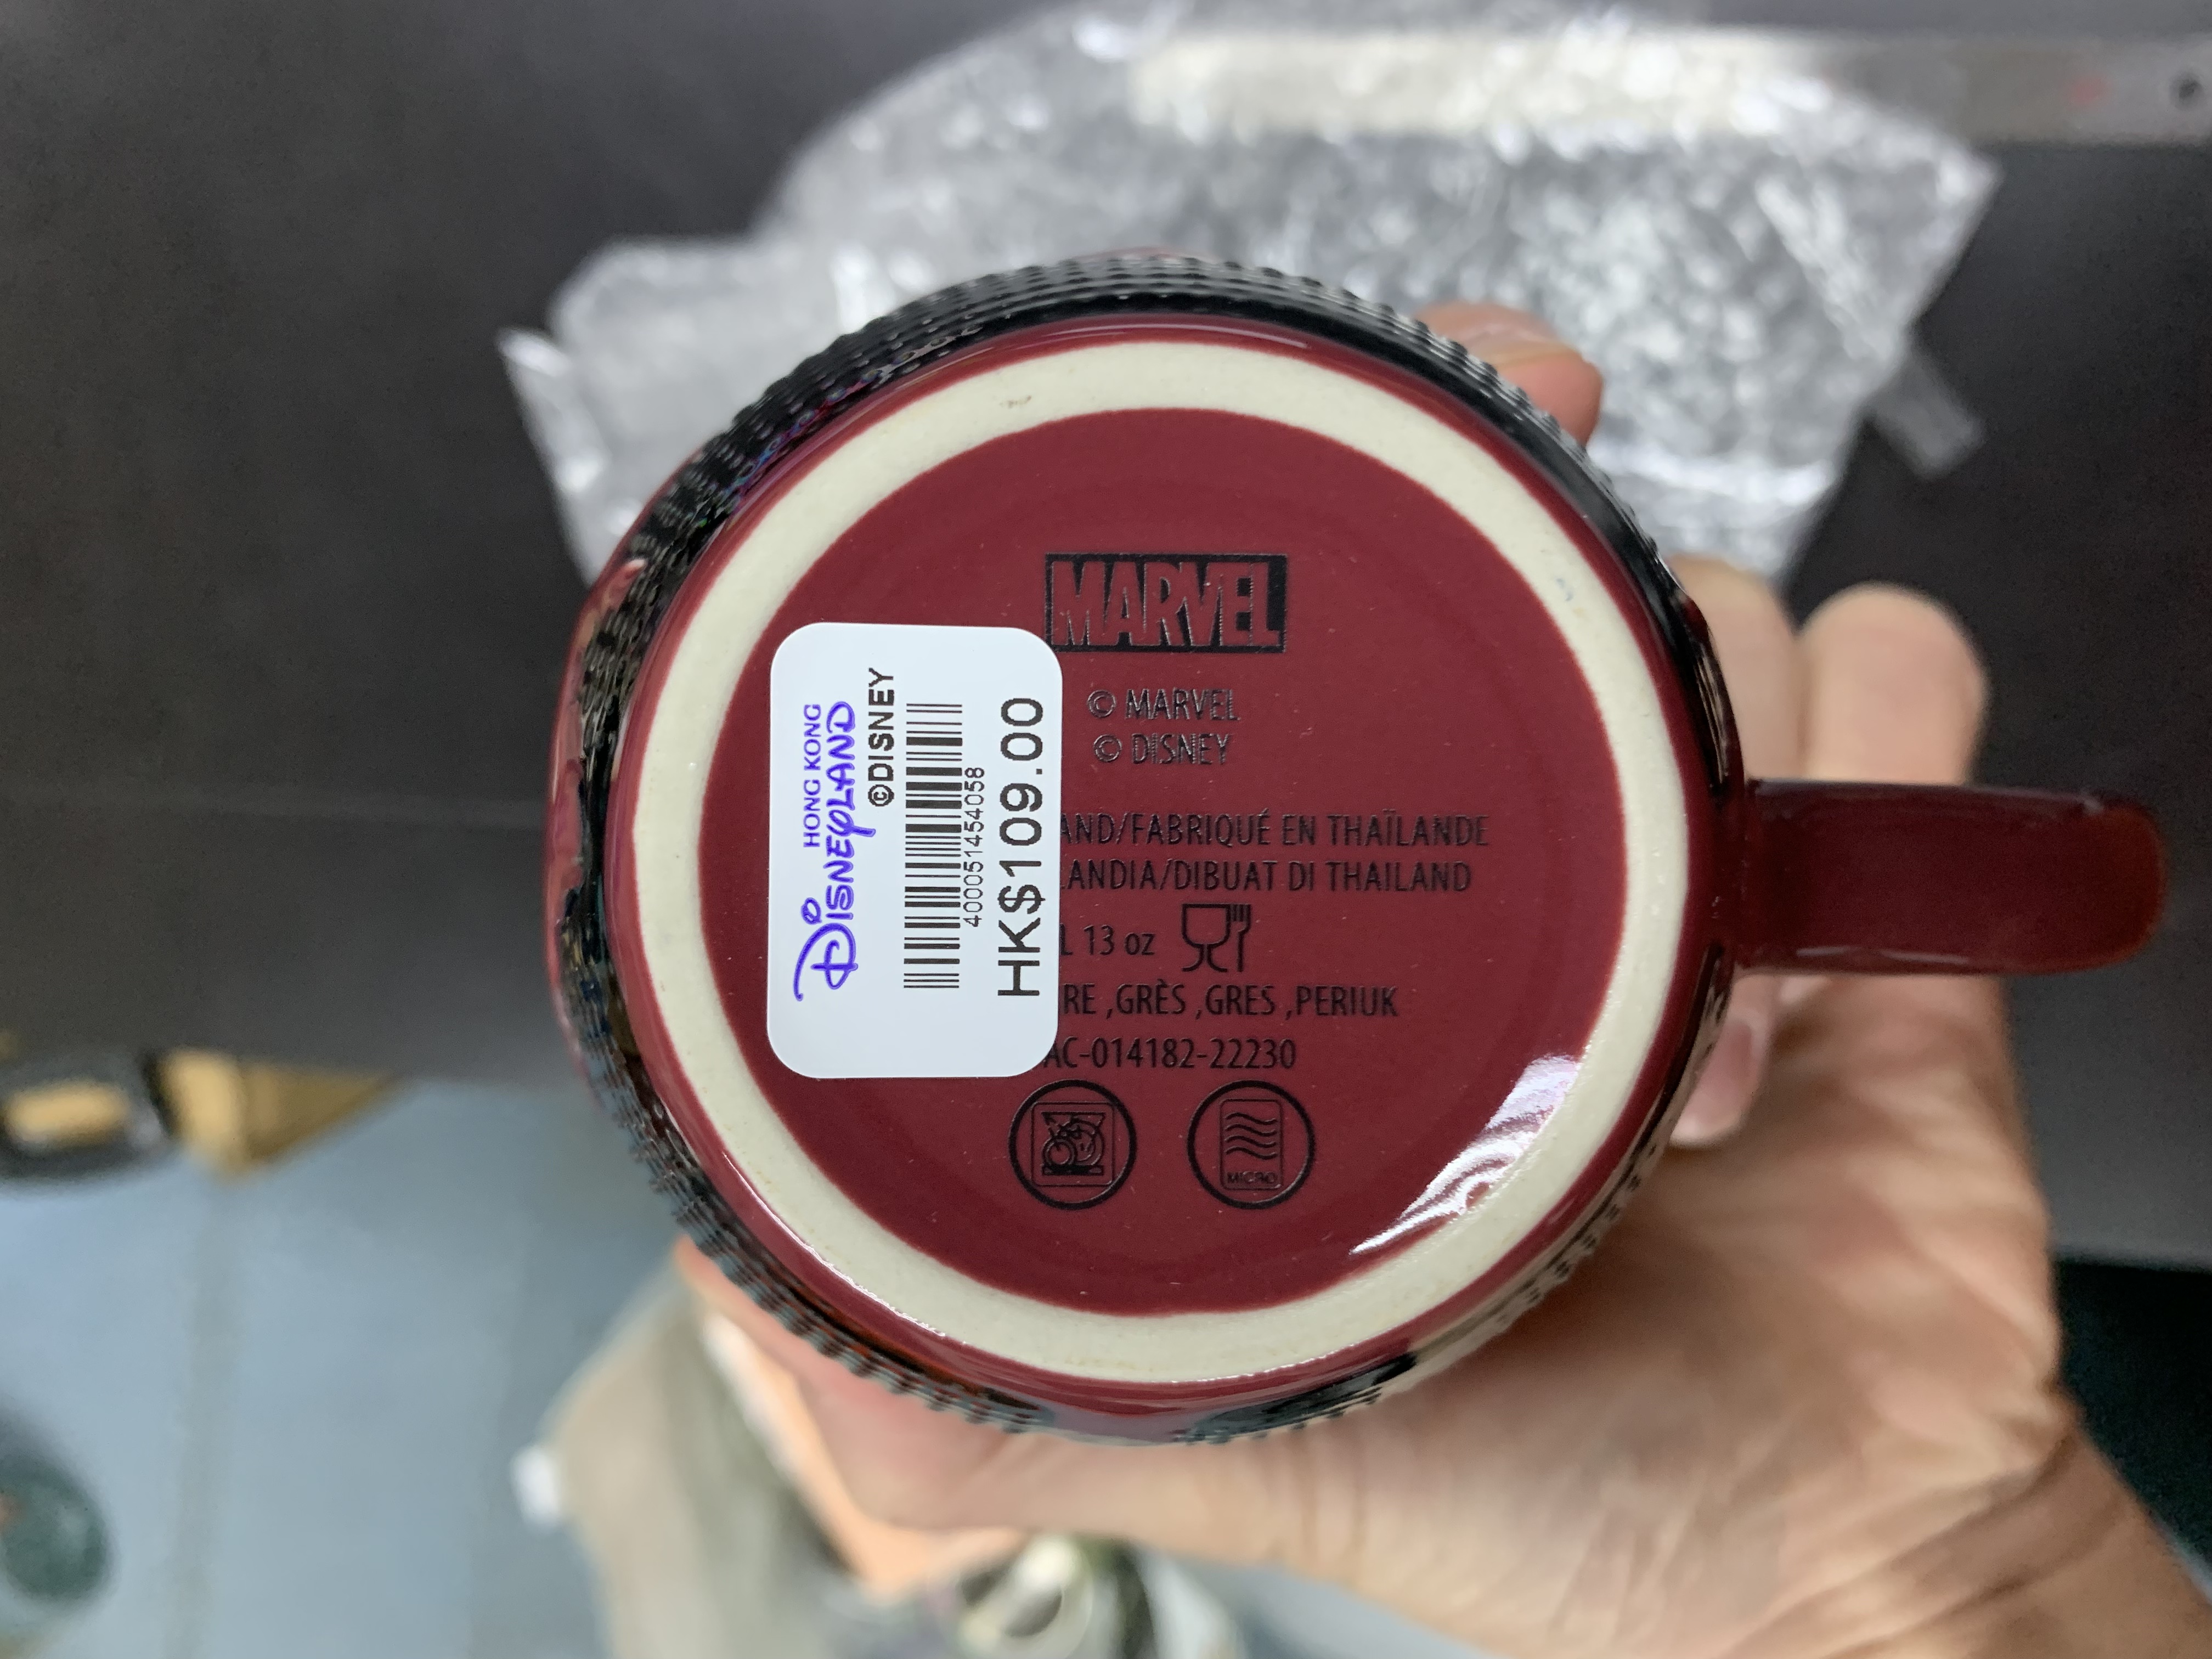 MARVEL
© MARVEL
© DISNEY
AND/FABRIQUÉ EN THAÏLANDE
LANDIA/DIBUAT DI THAILAND
L 13 oz
RE ,GRÈS ,GRES ,PERIUK
AC-014182-22230
MICRO
HONG KONG
DISNEYLAND
©DISNEY
400051454058
HK$109.00